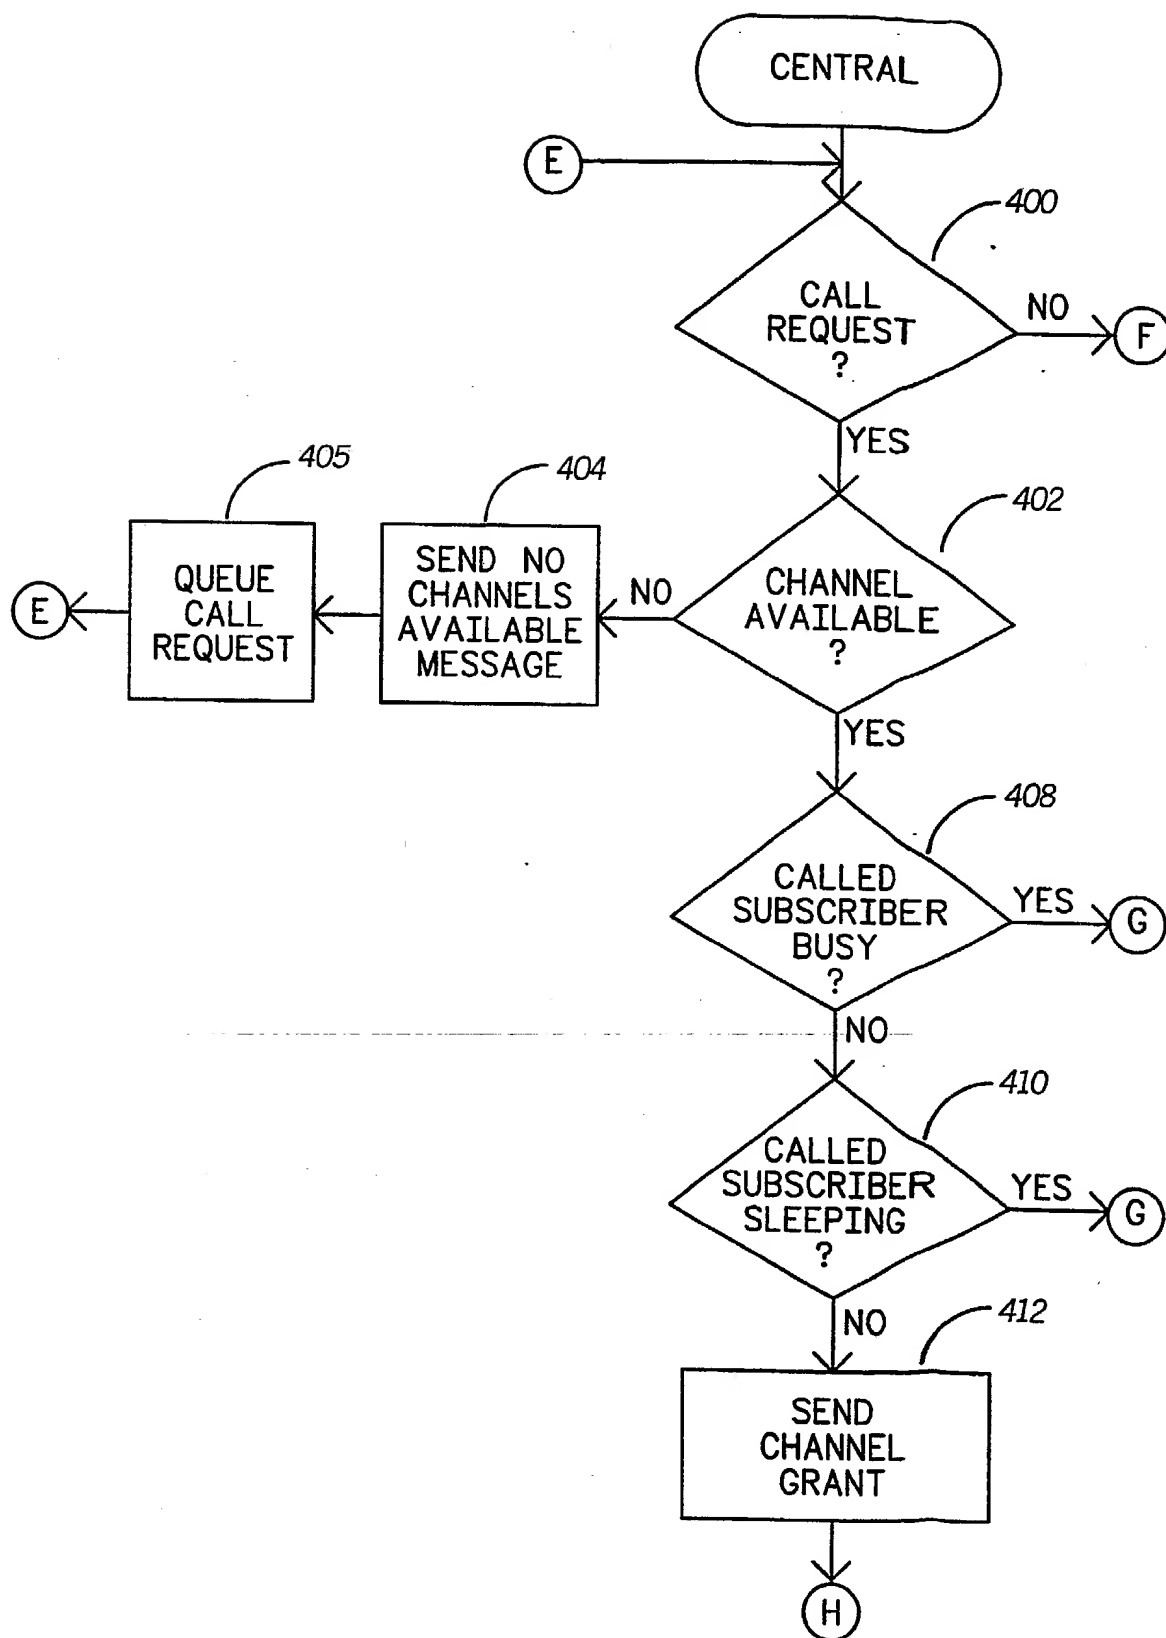 CENTRAL
E
400
CALL
REQUEST
?
NO
F
YES
405
404
402
E
QUEUE
CALL
REQUEST
SEND NO
CHANNELS
AVAILABLE
MESSAGE
NO
CHANNEL
AVAILABLE
?
YES
408
CALLED
SUBSCRIBER
BUSY
?
YES
G
NO
410
CALLED
SUBSCRIBER
SLEEPING
?
YES
G
NO
412
SEND
CHANNEL
GRANT
H